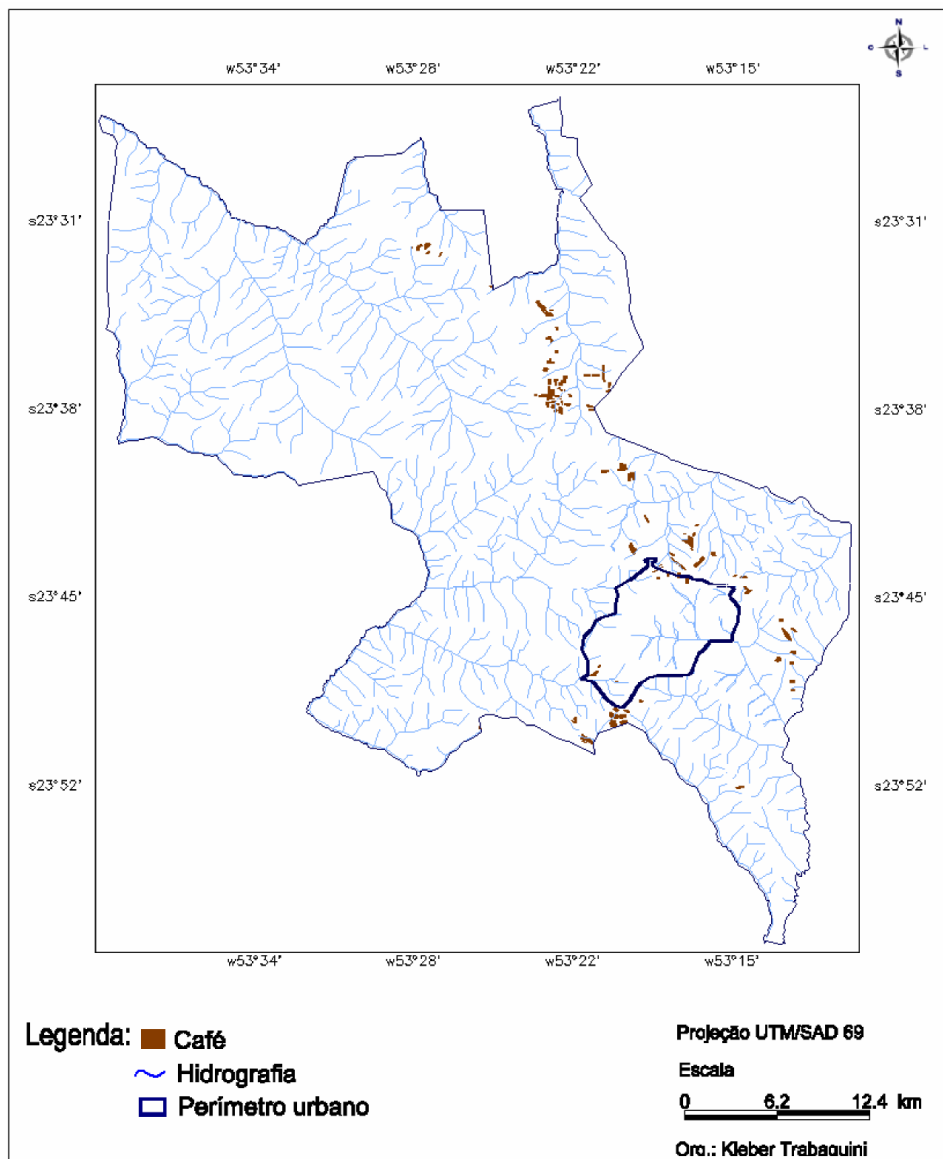 N
O L
S
w53°34' w53°28' w53°22' w53°15'
s23°31' s23°31'
s23°38' s23°38'
s23°45' s23°45'
s23°52' s23°52'
w53°34' w53°28' w53°22' w53°15'
Legenda:
Café
Hidrografia
Perímetro urbano
Projeção UTM/SAD 69
Escala
0 6.2 12.4 km
Org.: Kleber Trabaquini